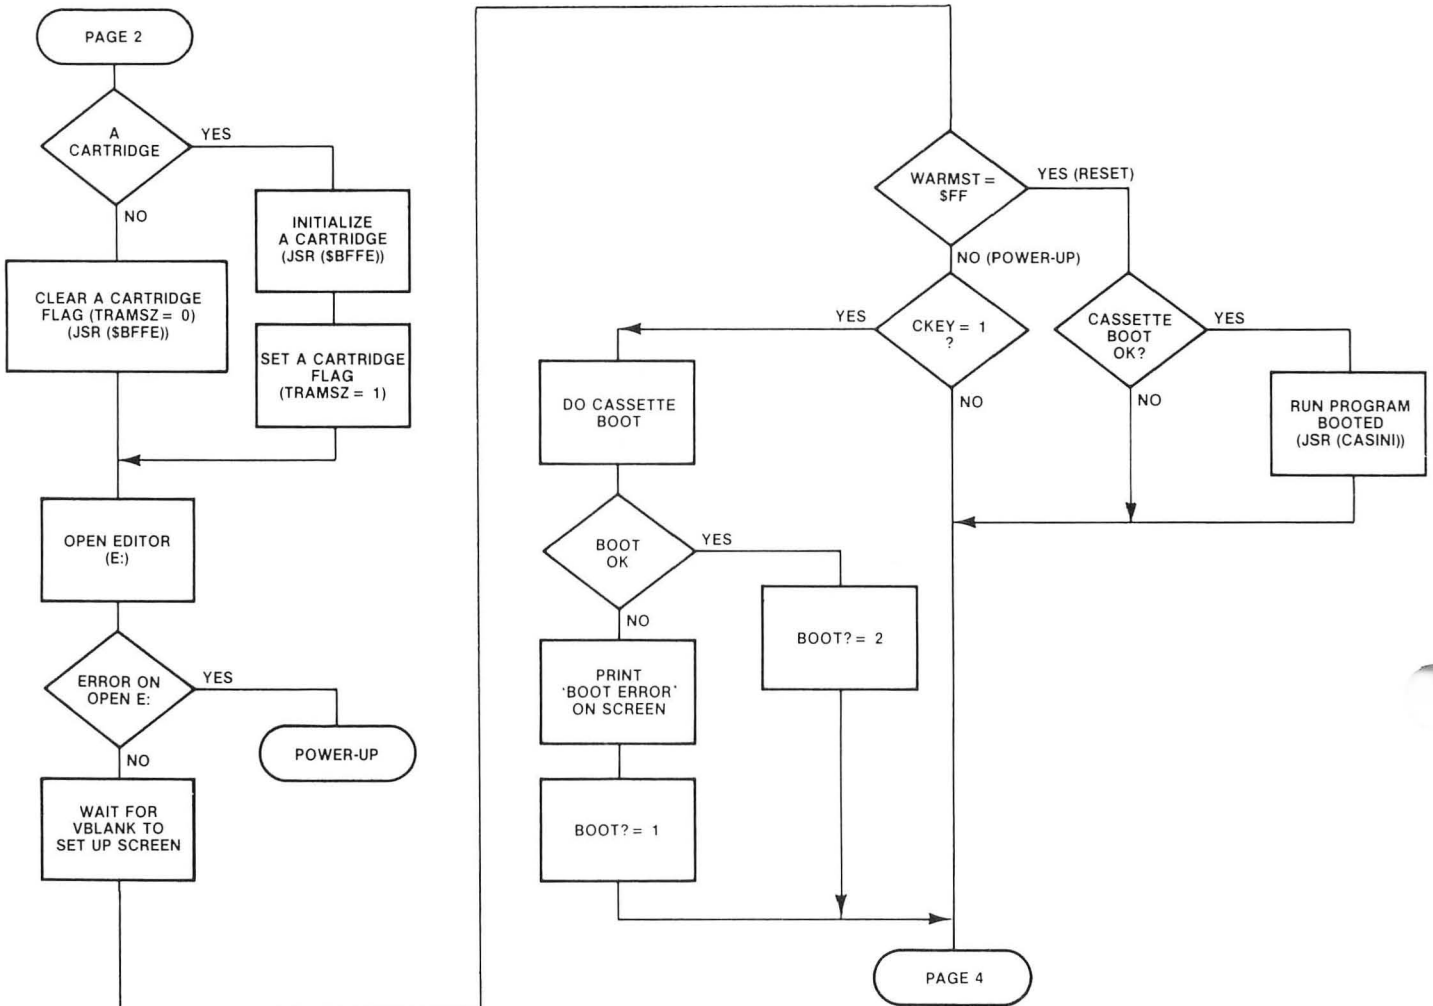 PAGE 2
A
CARTRIDGE
YES
NO
INITIALIZE
A CARTRIDGE
(JSR ($BFFE))
CLEAR A CARTRIDGE
FLAG (TRAMSZ = 0)
(JSR ($BFFE))
SET A CARTRIDGE
FLAG
(TRAMSZ = 1)
OPEN EDITOR
(E:)
ERROR ON
OPEN E:
YES
NO
POWER-UP
WAIT FOR
VBLANK TO
SET UP SCREEN
WARMST =
$FF
YES (RESET)
NO (POWER-UP)
CKEY = 1
?
YES
NO
CASSETTE
BOOT
OK?
YES
NO
RUN PROGRAM
BOOTED
(JSR (CASINI))
DO CASSETTE
BOOT
BOOT
OK
YES
NO
BOOT? = 2
PRINT
'BOOT ERROR'
ON SCREEN
BOOT? = 1
PAGE 4